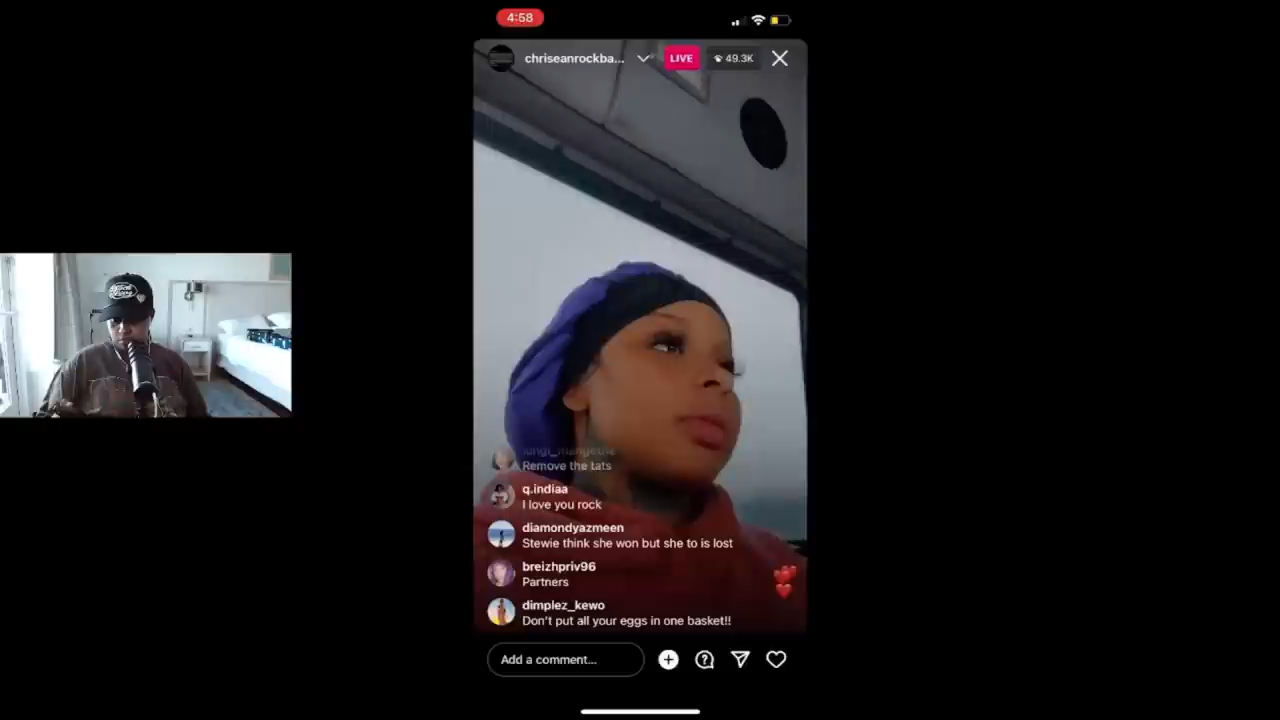 4:58
chriseanrockba...
LIVE
49.3K
Remove the tats
q.indiaa
I love you rock
diamondyazmeen
Stewie think she won but she to is lost
breizhpriv96
Partners
dimplez_kewo
Don't put all your eggs in one basket!!
Add a comment...